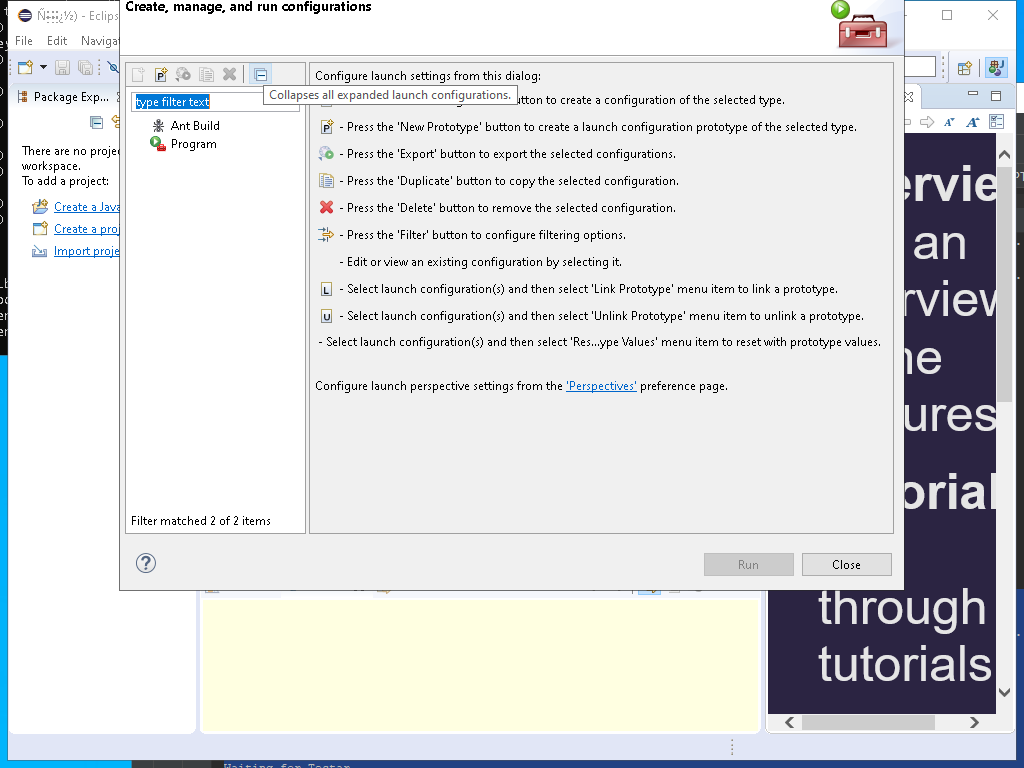 Create, manage, and run configurations
- Eclips
File Edit Naviga
Package Exp...
Configure launch settings from this dialog:
type filter text
Collapses all expanded launch configurations.
button to create a configuration of the selected type.
Ant Build
Program
- Press the 'New Prototype' button to create a launch configuration prototype of the selected type.
- Press the 'Export' button to export the selected configurations.
- Press the 'Duplicate' button to copy the selected configuration.
- Press the 'Delete' button to remove the selected configuration.
- Press the 'Filter' button to configure filtering options.
- Edit or view an existing configuration by selecting it.
L - Select launch configuration(s) and then select 'Link Prototype' menu item to link a prototype.
U - Select launch configuration(s) and then select 'Unlink Prototype' menu item to unlink a prototype.
- Select launch configuration(s) and then select 'Res...ype Values' menu item to reset with prototype values.
Configure launch perspective settings from the 'Perspectives' preference page.
There are no proje
workspace.
To add a project:
Create a Java
Create a proj
Import proje
Filter matched 2 of 2 items
Run
Close
ervie
an
rview
ne
ures
orial
through
tutorials
Waiting for Testar